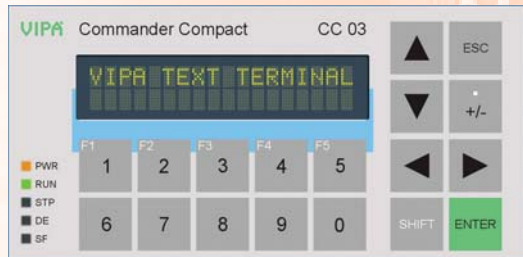 VIPA Commander Compact CC 03
VIPA TEXT TERMINAL
ESC
+/-
F1 F2 F3 F4 F5
1 2 3 4 5
PWR
RUN
STP
DE
SF
6 7 8 9 0
SHIFT ENTER